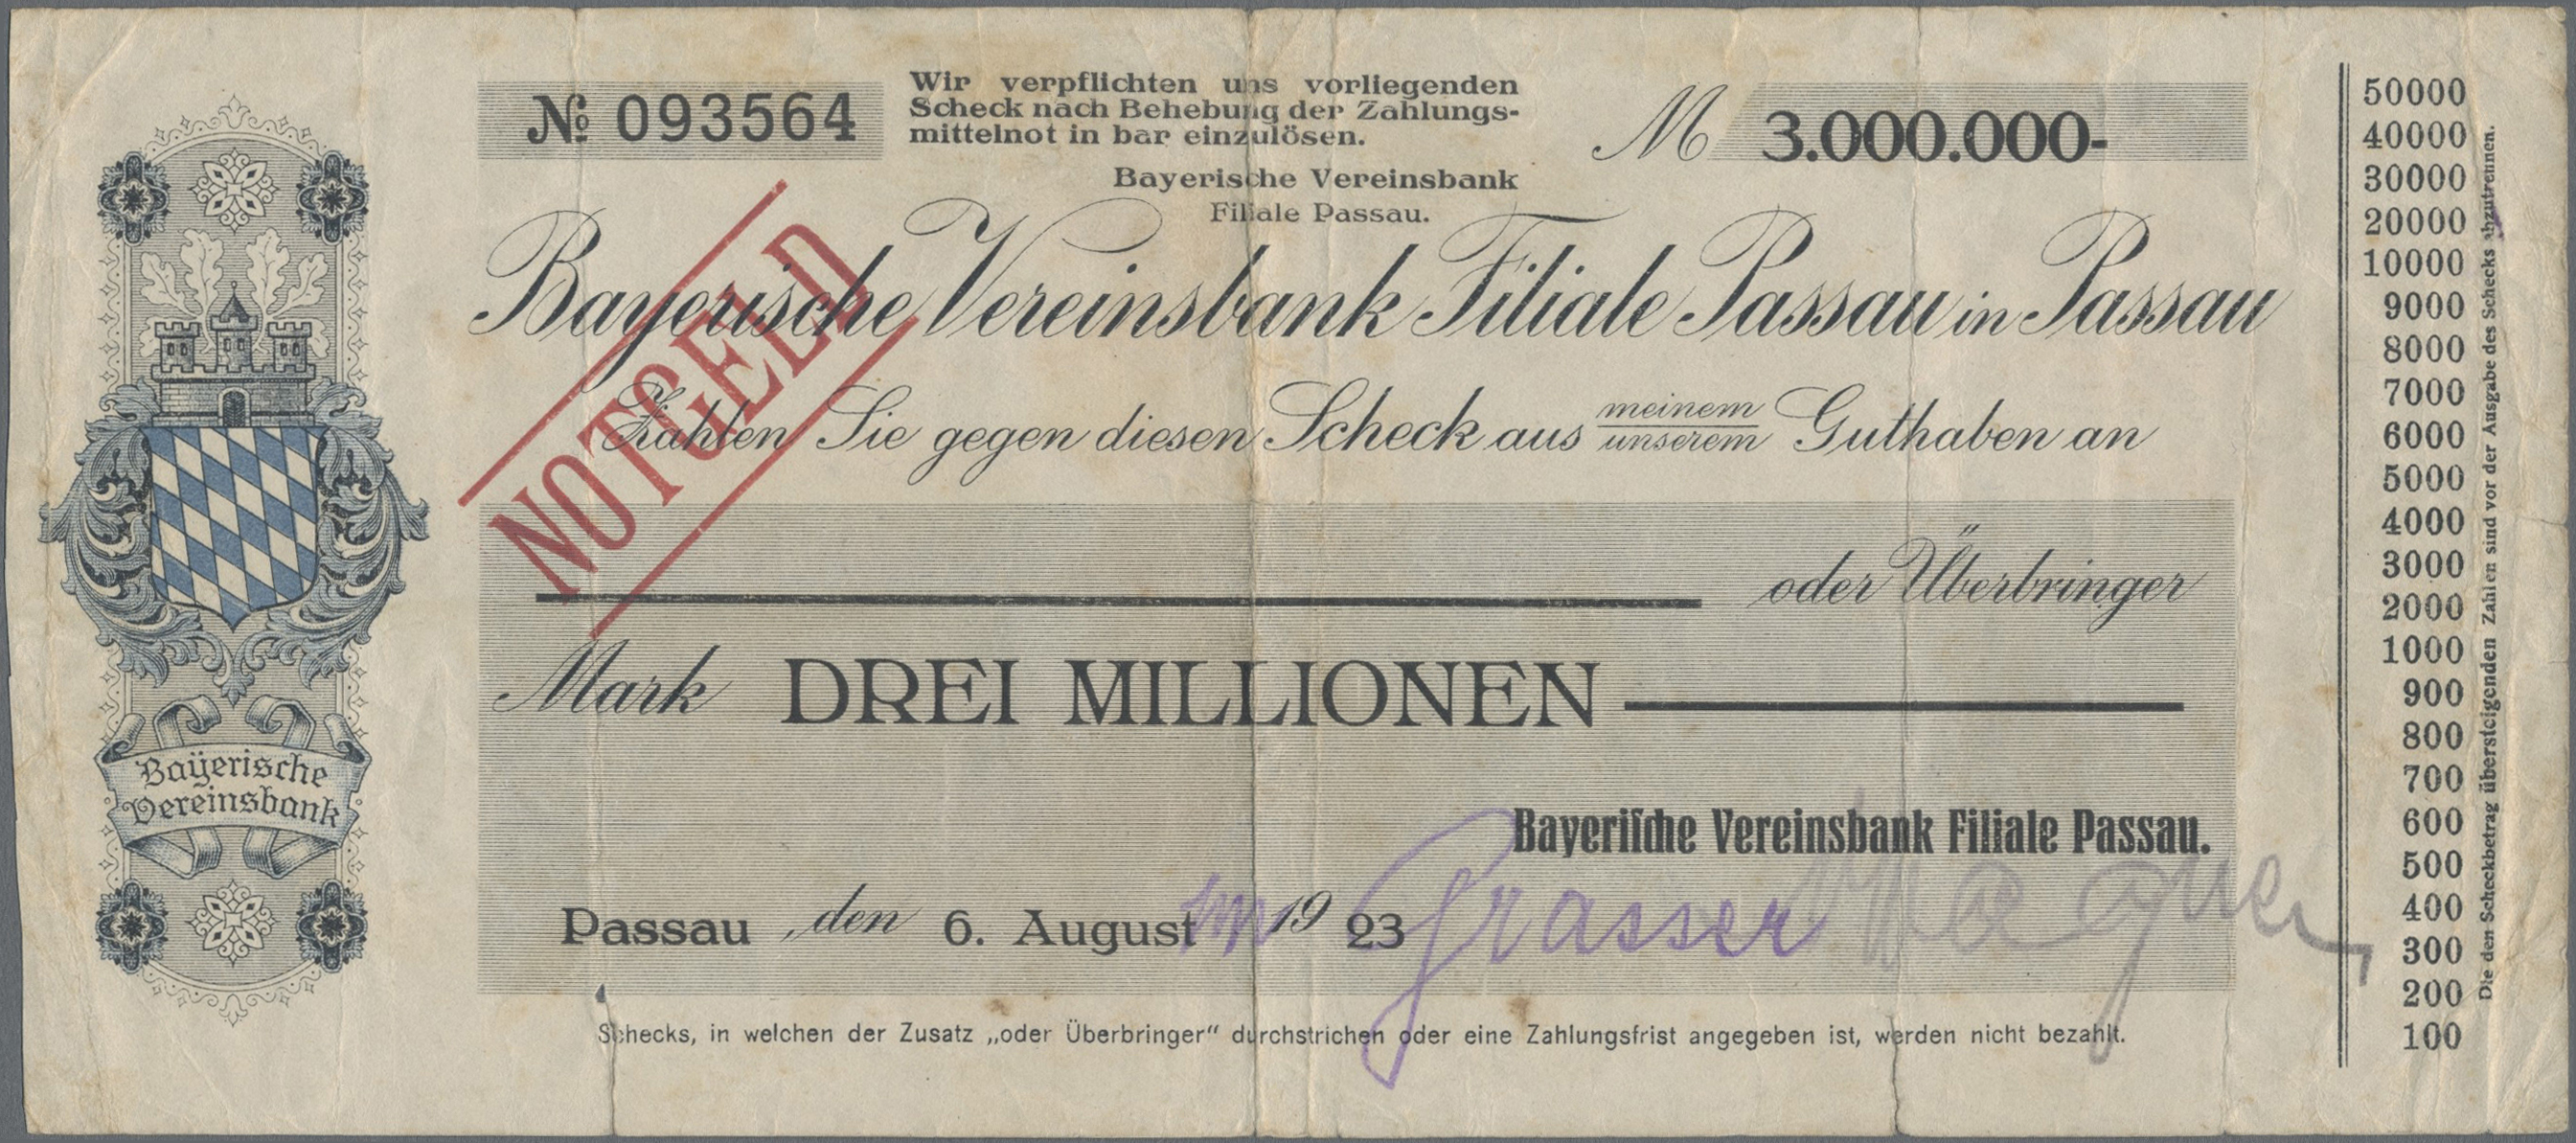 № 093564
Wir verpflichten uns vorliegenden
Scheck nach Behebung der Zahlungs-
mittelnot in bar einzulösen.
Bayerische Vereinsbank
Filiale Passau.
M 3.000.000-
Bayerische Vereinsbank Filiale Passau in Passau
NOTGELD
Zahlen Sie gegen diesen Scheck aus meinem
unserem Guthaben an
oder Überbringer
Mark DREI MILLIONEN
Bayerische
Vereinsbank
Bayeriſche Vereinsbank Filiale Passau.
Passau, den 6. August 19 23
Grasser Wagner
Schecks, in welchen der Zusatz „oder Überbringer“ durchstrichen oder eine Zahlungsfrist angegeben ist, werden nicht bezahlt.
50000
40000
30000
20000
10000
9000
8000
7000
6000
5000
4000
3000
2000
1000
900
800
700
600
500
400
300
200
100
Die den Scheckbetrag übersteigenden Zahlen sind vor der Ausgabe des Schecks abzutrennen.